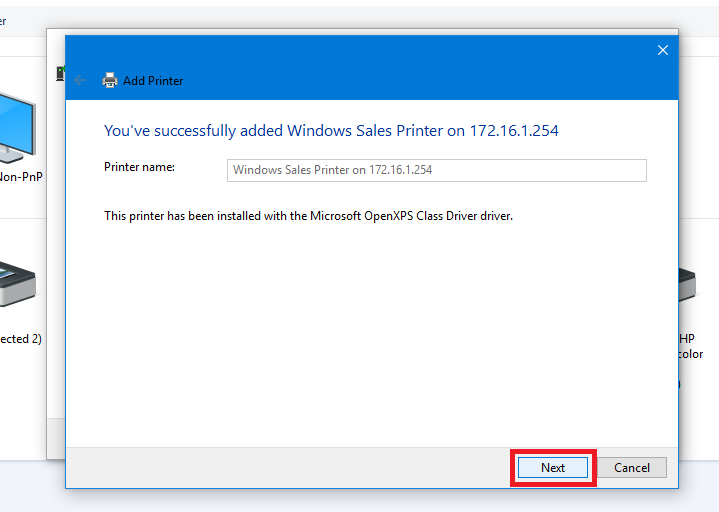 er
Add Printer
You've successfully added Windows Sales Printer on 172.16.1.254
Printer name:
Windows Sales Printer on 172.16.1.254
Non-PnP
This printer has been installed with the Microsoft OpenXPS Class Driver driver.
ected 2)
HP
color
)
Next
Cancel